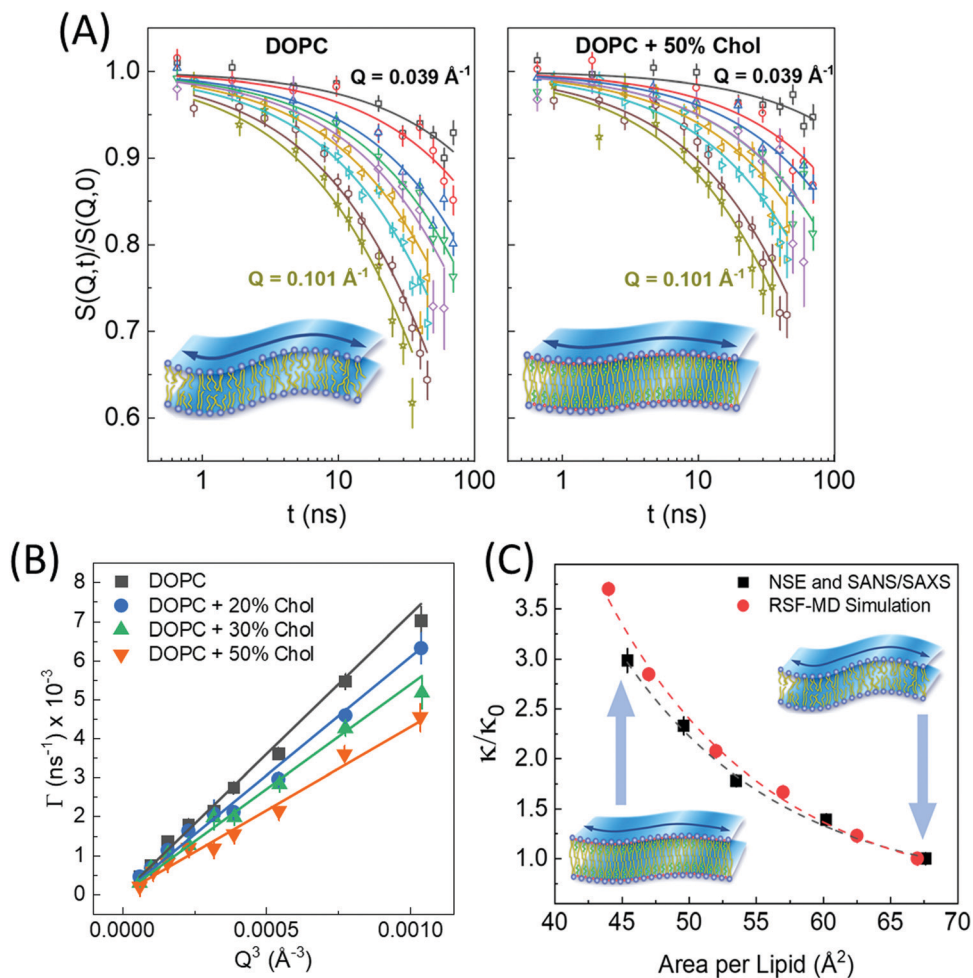 (A)
DOPC
DOPC + 50% Chol
Q = 0.039 Å⁻¹
Q = 0.039 Å⁻¹
1.0
0.9
0.8
0.7
0.6
S(Q,t)/S(Q,0)
Q = 0.101 Å⁻¹
Q = 0.101 Å⁻¹
1 10 100
1 10 100
t (ns)
t (ns)
(B)
8
7
6
5
4
3
2
1
0
Γ (ns⁻¹) x 10⁻³
DOPC
DOPC + 20% Chol
DOPC + 30% Chol
DOPC + 50% Chol
0.0000 0.0005 0.0010
Q³ (Å⁻³)
(C)
3.5
3.0
2.5
2.0
1.5
1.0
κ/κ₀
NSE and SANS/SAXS
RSF-MD Simulation
40 45 50 55 60 65 70
Area per Lipid (Å²)